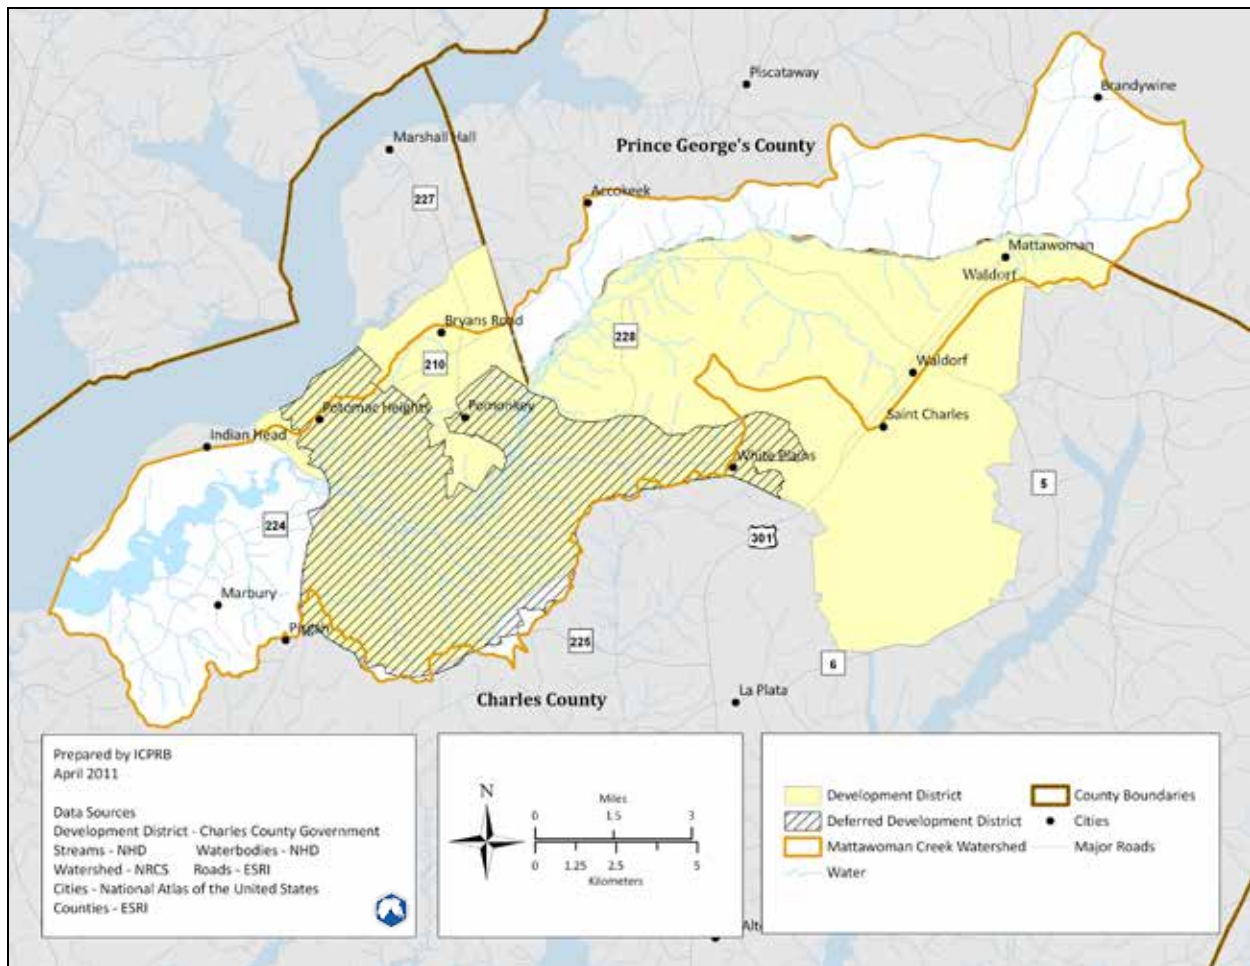 Piscataway
Brandywine
Marshall Hall
Prince George's County
227
Accokeek
Mattawoman
Waldorf
Bryans Road
228
210
Waldorf
Potomac Heights
Pomonkey
Saint Charles
Indian Head
White Plains
5
224
301
Marbury
Pisgah
225
6
La Plata
Charles County
Prepared by ICPRB
April 2011
Data Sources
Development District - Charles County Government
Streams - NHD Waterbodies - NHD
Watershed - NRCS Roads - ESRI
Cities - National Atlas of the United States
Counties - ESRI
N
Miles
0 1.5 3
0 1.25 2.5 5
Kilometers
Development District
Deferred Development District
Mattawoman Creek Watershed
Water
County Boundaries
Cities
Major Roads